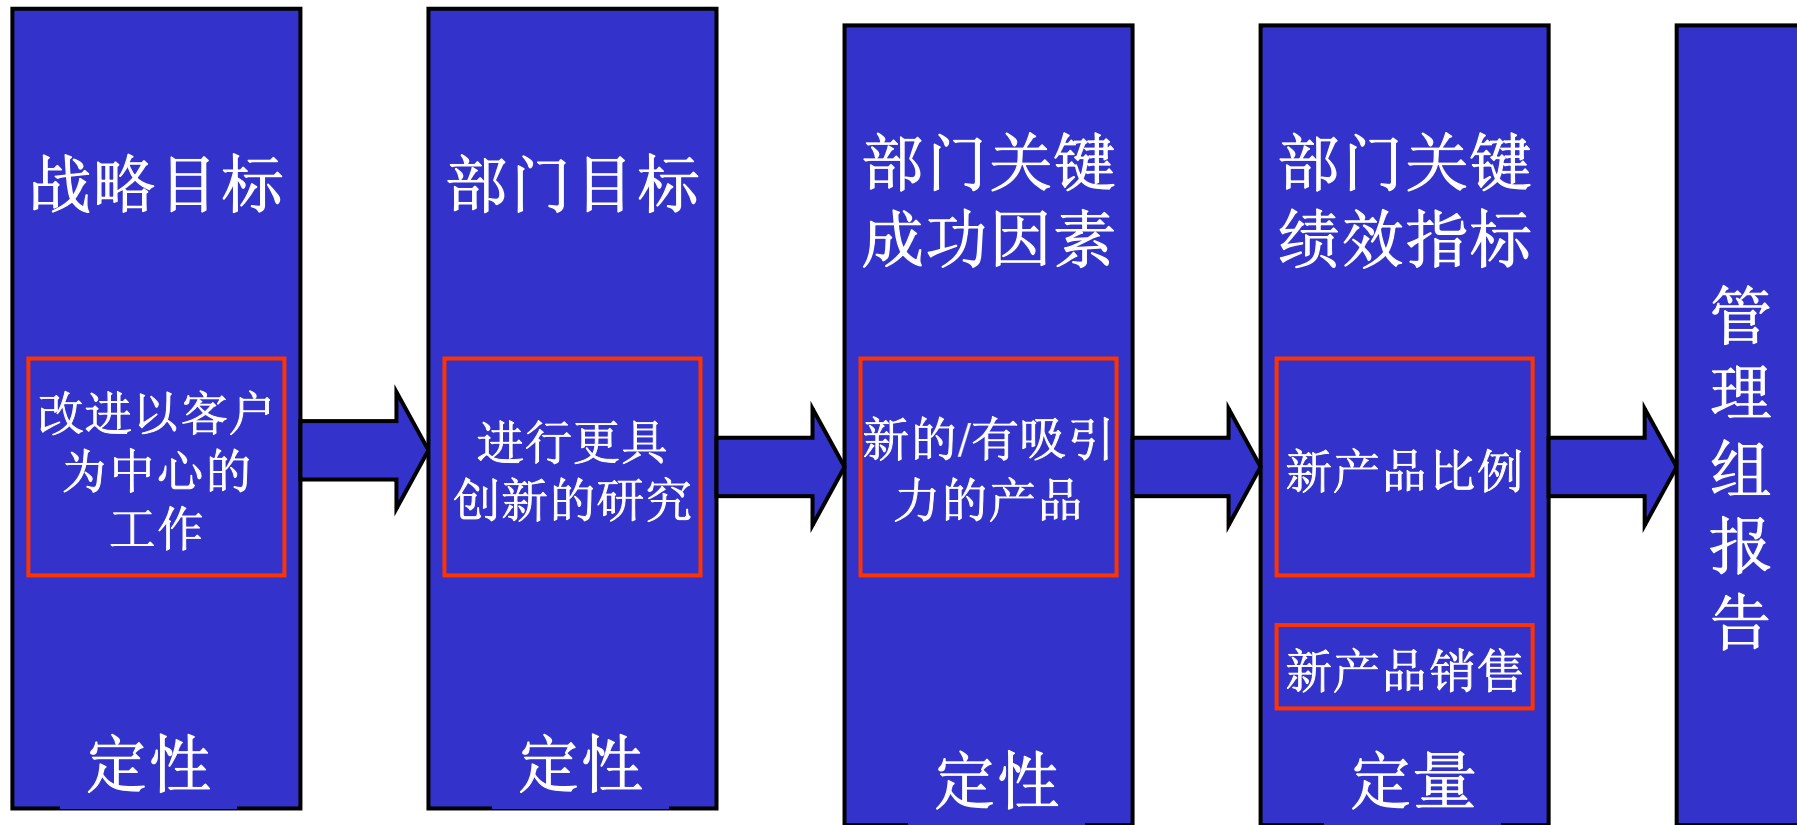 战略目标
改进以客户
为中心的
工作
定性
部门目标
进行更具
创新的研究
定性
部门关键
成功因素
新的/有吸引
力的产品
定性
部门关键
绩效指标
新产品比例
新产品销售
定量
管
理
组
报
告